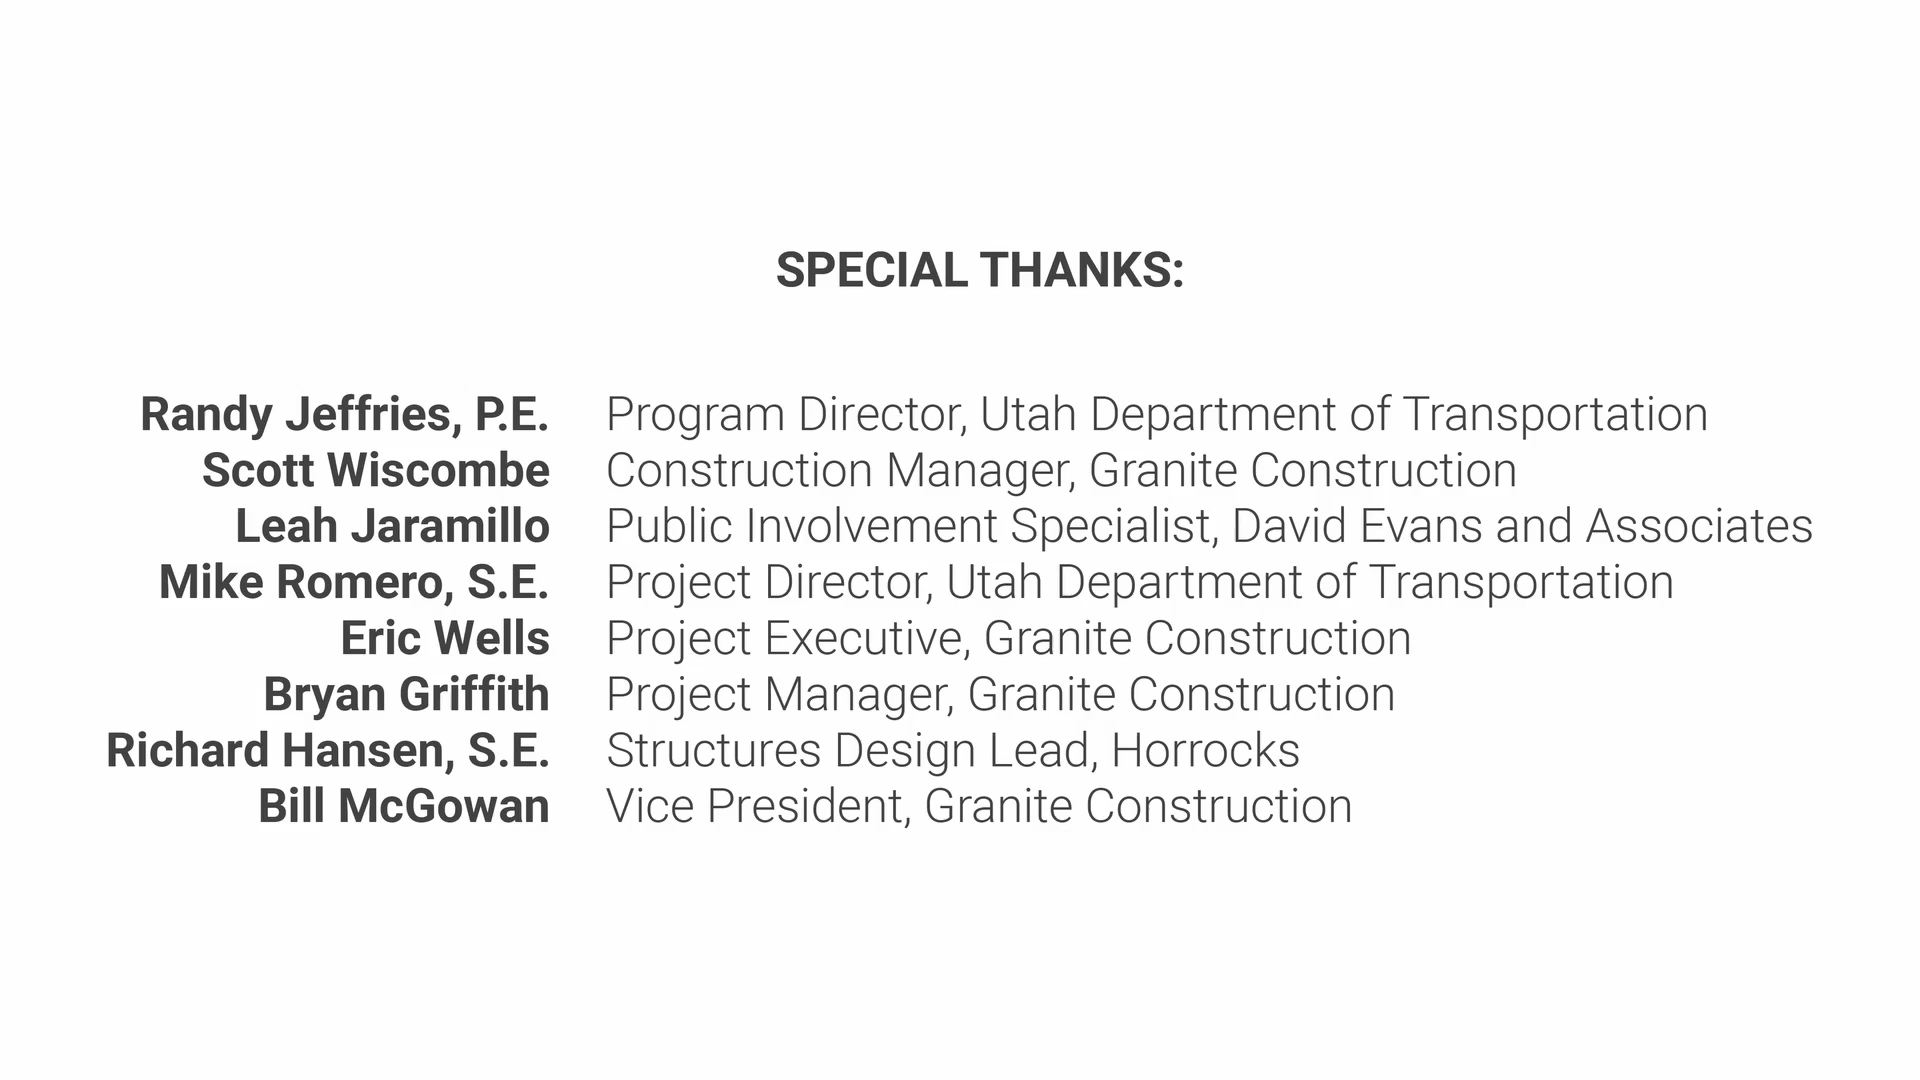 SPECIAL THANKS:
Randy Jeffries, P.E. Program Director, Utah Department of Transportation
Scott Wiscombe Construction Manager, Granite Construction
Leah Jaramillo Public Involvement Specialist, David Evans and Associates
Mike Romero, S.E. Project Director, Utah Department of Transportation
Eric Wells Project Executive, Granite Construction
Bryan Griffith Project Manager, Granite Construction
Richard Hansen, S.E. Structures Design Lead, Horrocks
Bill McGowan Vice President, Granite Construction